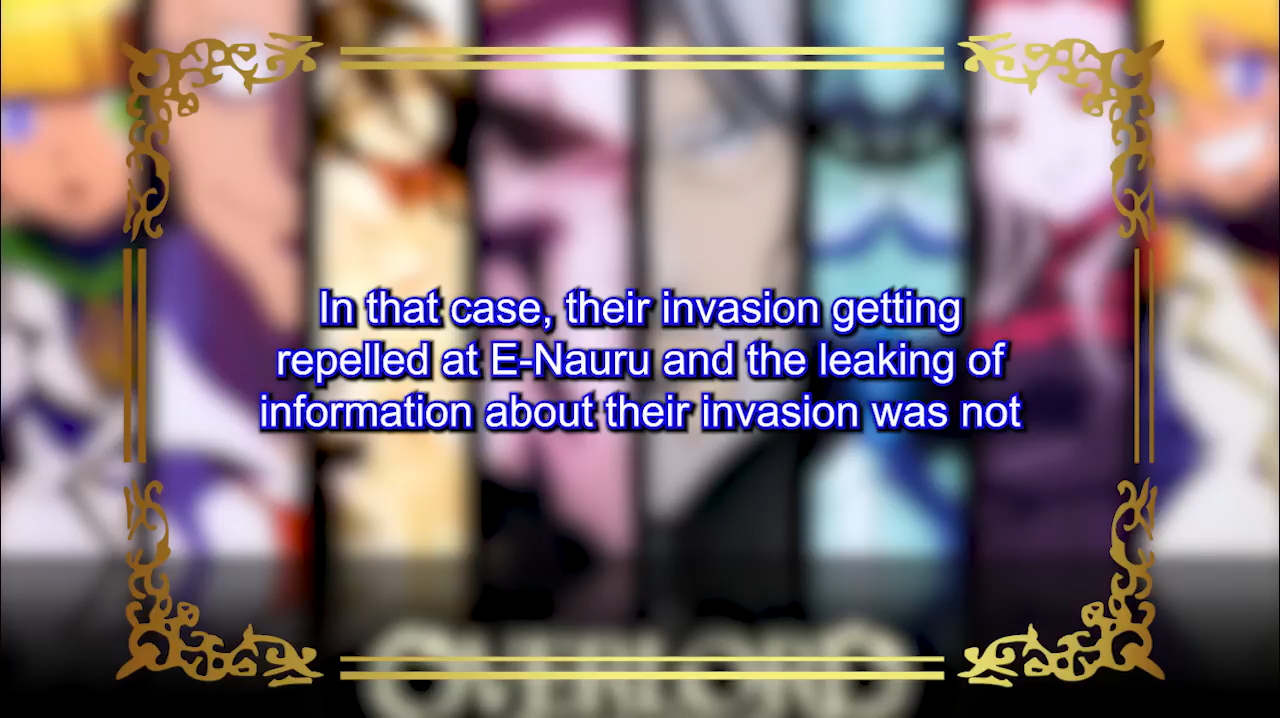 In that case, their invasion getting
repelled at E-Nauru and the leaking of
information about their invasion was not
OVERLORD